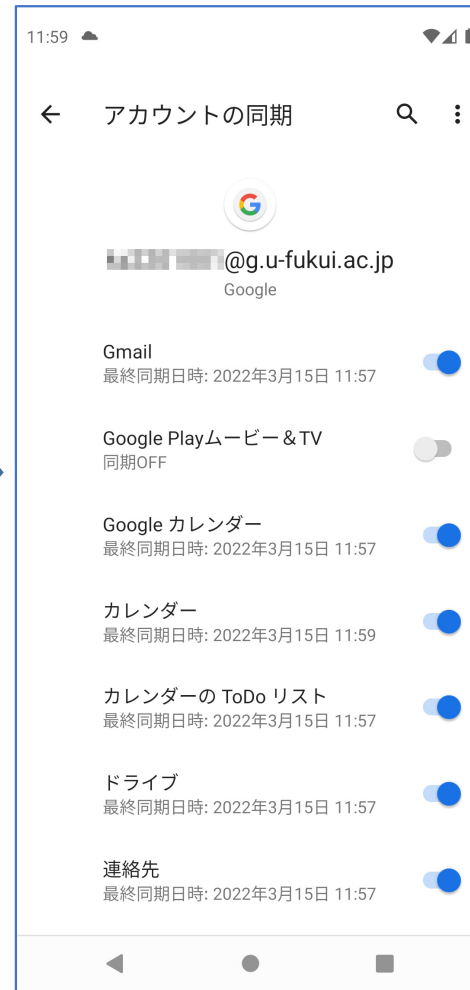 11:59
アカウントの同期
@g.u-fukui.ac.jp
Google
Gmail
最終同期日時: 2022年3月15日 11:57
Google Playムービー＆TV
同期OFF
Google カレンダー
最終同期日時: 2022年3月15日 11:57
カレンダー
最終同期日時: 2022年3月15日 11:59
カレンダーの ToDo リスト
最終同期日時: 2022年3月15日 11:57
ドライブ
最終同期日時: 2022年3月15日 11:57
連絡先
最終同期日時: 2022年3月15日 11:57